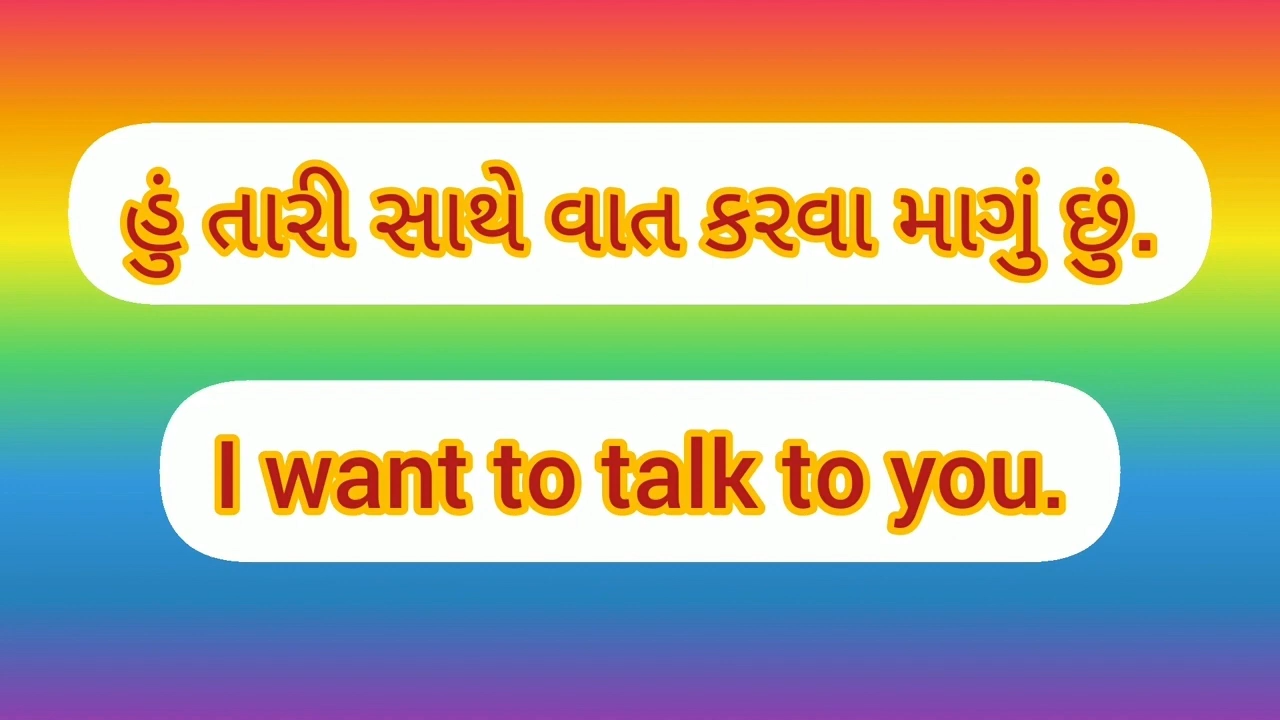 હું તારી સાથે વાત કરવા માગું છું.
I want to talk to you.